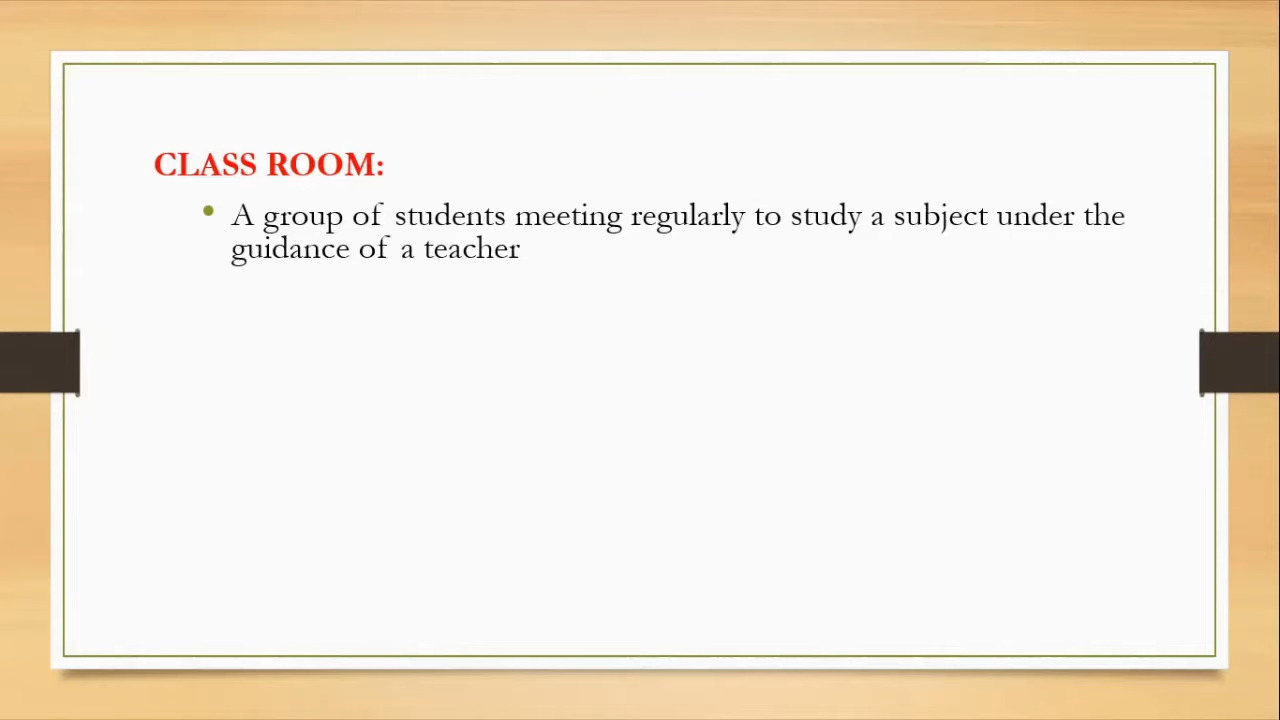 CLASS ROOM:
• A group of students meeting regularly to study a subject under the
guidance of a teacher